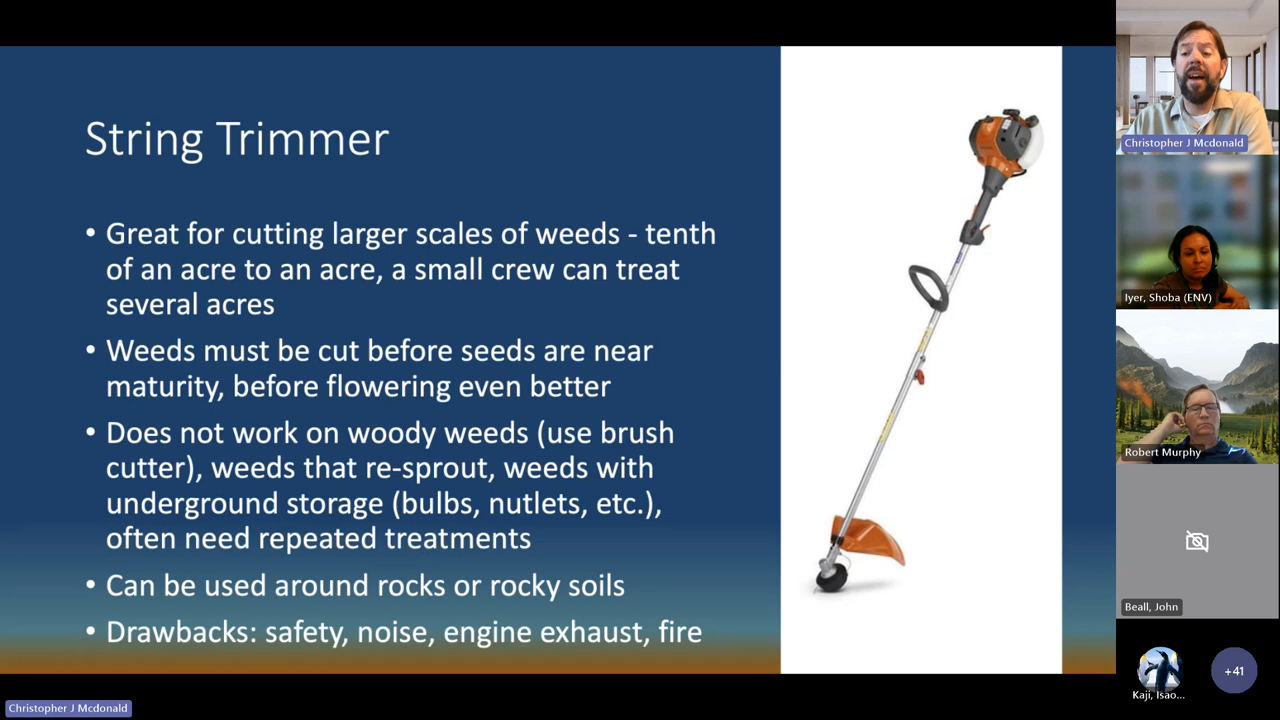 String Trimmer
• Great for cutting larger scales of weeds - tenth
of an acre to an acre, a small crew can treat
several acres
• Weeds must be cut before seeds are near
maturity, before flowering even better
• Does not work on woody weeds (use brush
cutter), weeds that re-sprout, weeds with
underground storage (bulbs, nutlets, etc.),
often need repeated treatments
• Can be used around rocks or rocky soils
• Drawbacks: safety, noise, engine exhaust, fire
Christopher J Mcdonald
Iyer, Shoba (ENV)
Robert Murphy
Beall, John
Kaji, Isao...
+41
Christopher J Mcdonald